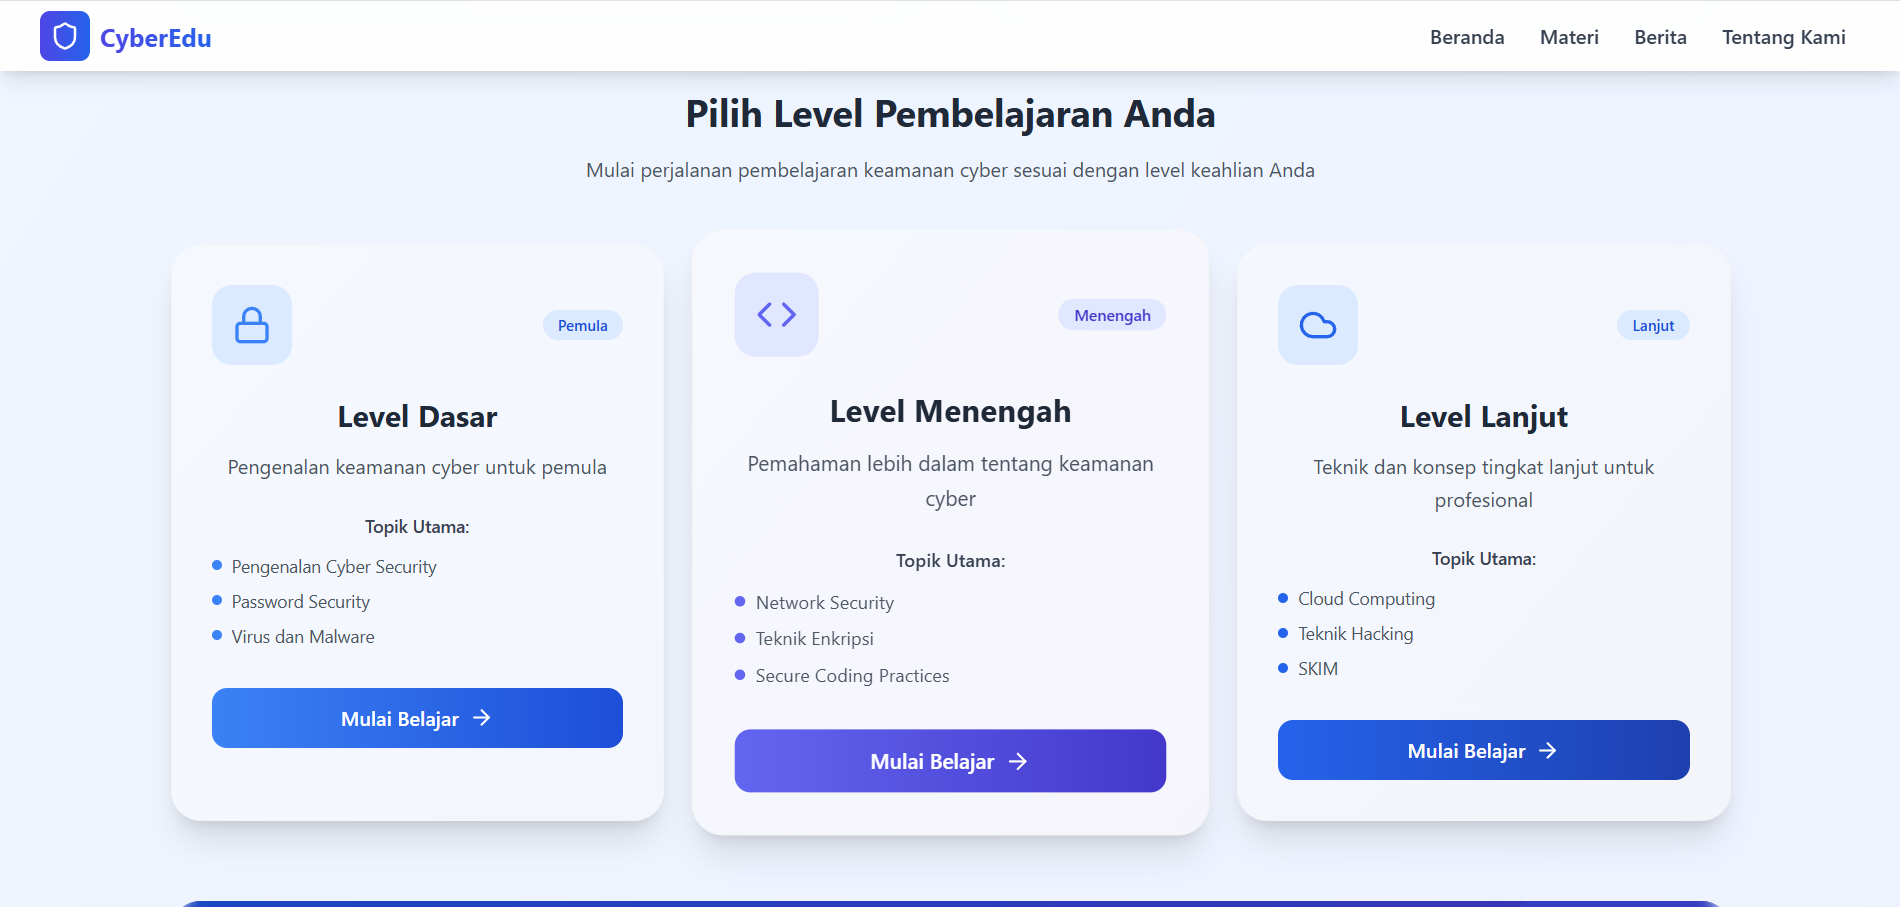 CyberEdu
Beranda
Materi
Berita
Tentang Kami
Pilih Level Pembelajaran Anda
Mulai perjalanan pembelajaran keamanan cyber sesuai dengan level keahlian Anda
Pemula
Level Dasar
Pengenalan keamanan cyber untuk pemula
Topik Utama:
Pengenalan Cyber Security
Password Security
Virus dan Malware
Mulai Belajar
Menengah
Level Menengah
Pemahaman lebih dalam tentang keamanan
cyber
Topik Utama:
Network Security
Teknik Enkripsi
Secure Coding Practices
Mulai Belajar
Lanjut
Level Lanjut
Teknik dan konsep tingkat lanjut untuk
profesional
Topik Utama:
Cloud Computing
Teknik Hacking
SKIM
Mulai Belajar